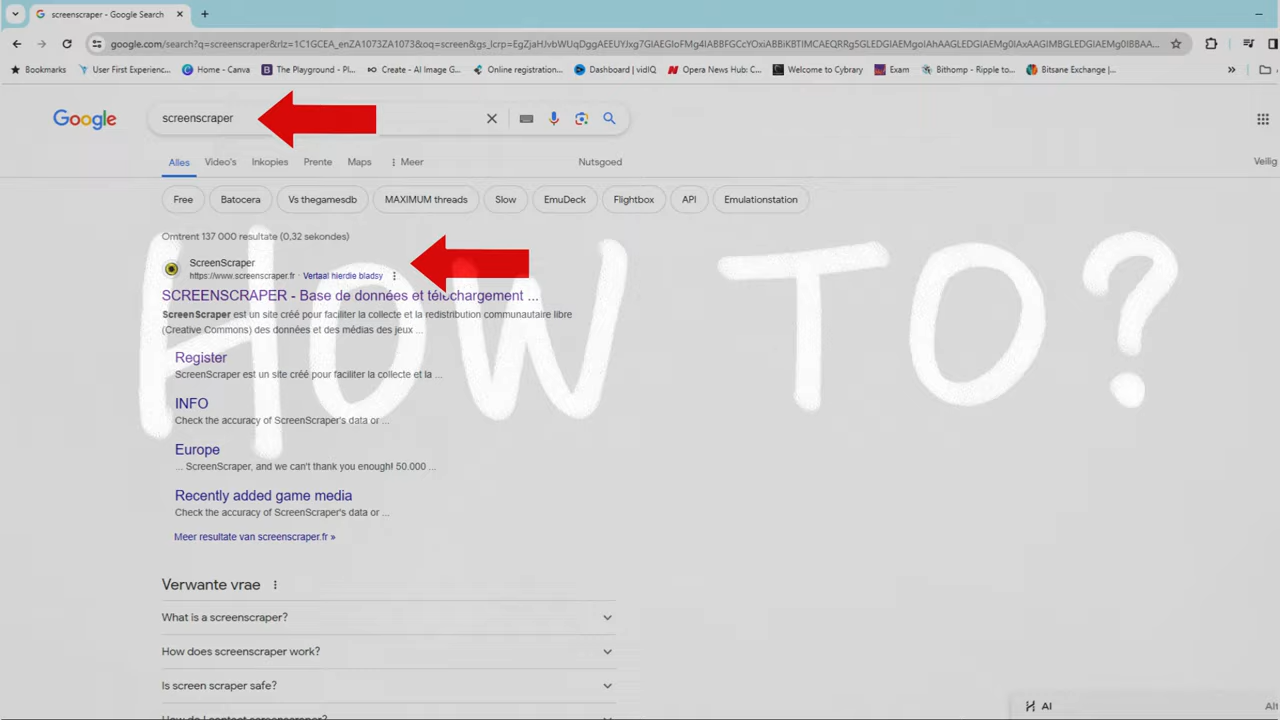 screenscraper - Google Search
google.com/search?q=screenscraper&rlz=1C1GCEA_enZA1073ZA1073&oq=screen&gs_lcrp=
Bookmarks User First Experienc... Home - Canva The Playground - Pl... Create - AI Image G... Online registration... Dashboard | vidIQ Opera News Hub: C... Welcome to Cybrary Exam Bithomp - Ripple to... Bitsane Exchange |...
Google screenscraper
Alles Video's Inkopies Prente Maps Meer Nutsgoed Veilig
Free Batocera Vs thegamesdb MAXIMUM threads Slow EmuDeck Flightbox API Emulationstation
Omtrent 137 000 resultate (0,32 sekondes)
HOW TO?
ScreenScraper
https://www.screenscraper.fr · Vertaal hierdie bladsy
SCREENSCRAPER - Base de données et téléchargement ...
ScreenScraper est un site créé pour faciliter la collecte et la redistribution communautaire libre
(Creative Commons) des données et des médias des jeux ...
Register
ScreenScraper est un site créé pour faciliter la collecte et la ...
INFO
Check the accuracy of ScreenScraper's data or ...
Europe
... ScreenScraper, and we can't thank you enough! 50.000 ...
Recently added game media
Check the accuracy of ScreenScraper's data or ...
Meer resultate van screenscraper.fr »
Verwante vrae
What is a screenscraper?
How does screenscraper work?
Is screen scraper safe?
How do I contact screenscraper?
AI Alt